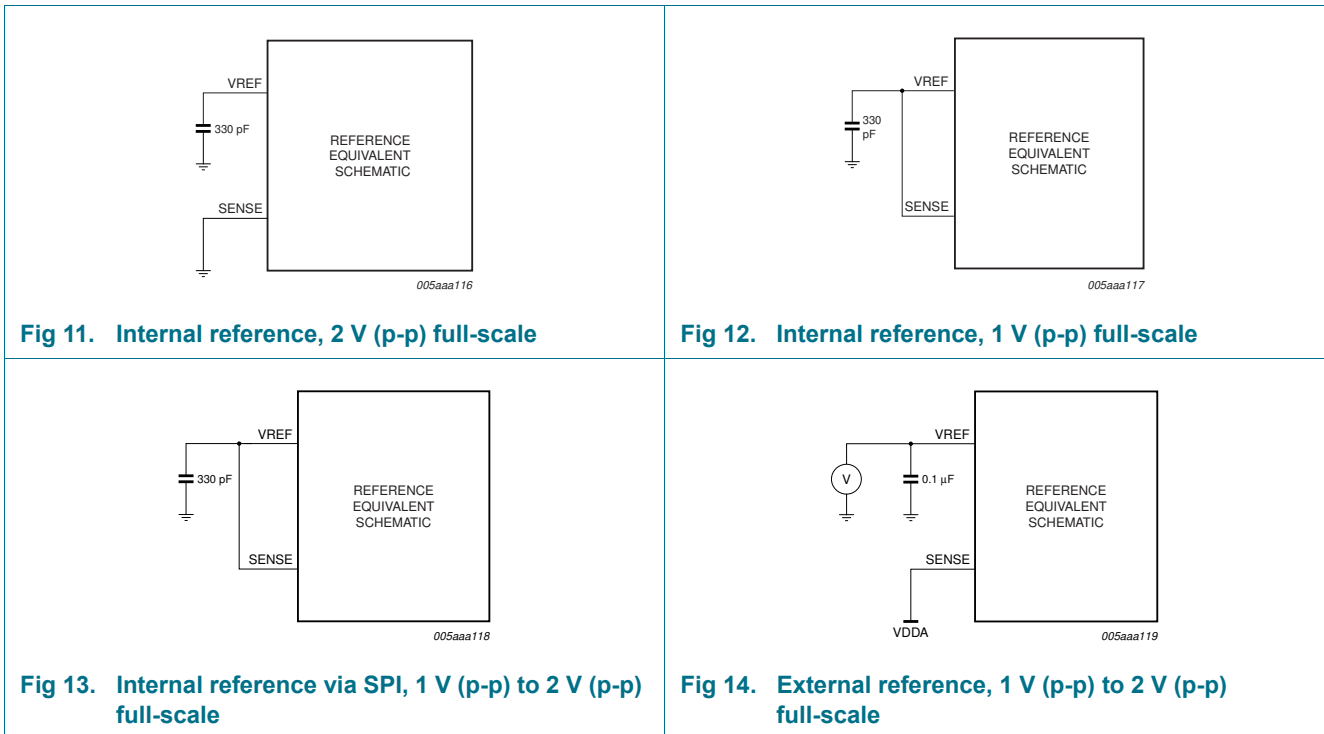 VREF
330 pF
REFERENCE
EQUIVALENT
SCHEMATIC
SENSE
005aaa116
Fig 11. Internal reference, 2 V (p-p) full-scale
VREF
330
pF
REFERENCE
EQUIVALENT
SCHEMATIC
SENSE
005aaa117
Fig 12. Internal reference, 1 V (p-p) full-scale
VREF
330 pF
REFERENCE
EQUIVALENT
SCHEMATIC
SENSE
005aaa118
Fig 13. Internal reference via SPI, 1 V (p-p) to 2 V (p-p)
full-scale
VREF
V
0.1 μF
REFERENCE
EQUIVALENT
SCHEMATIC
SENSE
VDDA
005aaa119
Fig 14. External reference, 1 V (p-p) to 2 V (p-p)
full-scale